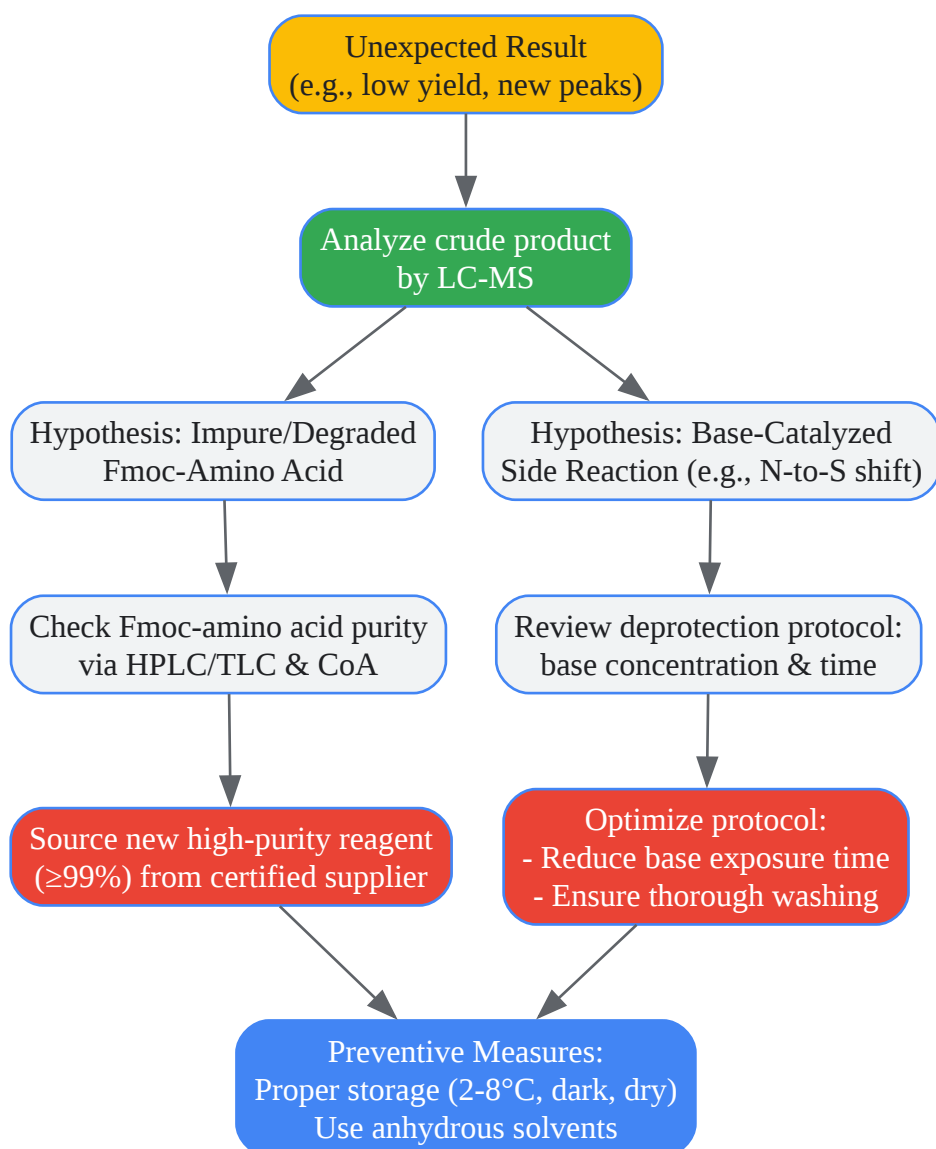 Unexpected Result
(e.g., low yield, new peaks)
Analyze crude product
by LC-MS
Hypothesis: Impure/Degraded
Fmoc-Amino Acid
Hypothesis: Base-Catalyzed
Side Reaction (e.g., N-to-S shift)
Check Fmoc-amino acid purity
via HPLC/TLC & CoA
Review deprotection protocol:
base concentration & time
Source new high-purity reagent
(≥99%) from certified supplier
Optimize protocol:
- Reduce base exposure time
- Ensure thorough washing
Preventive Measures:
Proper storage (2-8°C, dark, dry)
Use anhydrous solvents